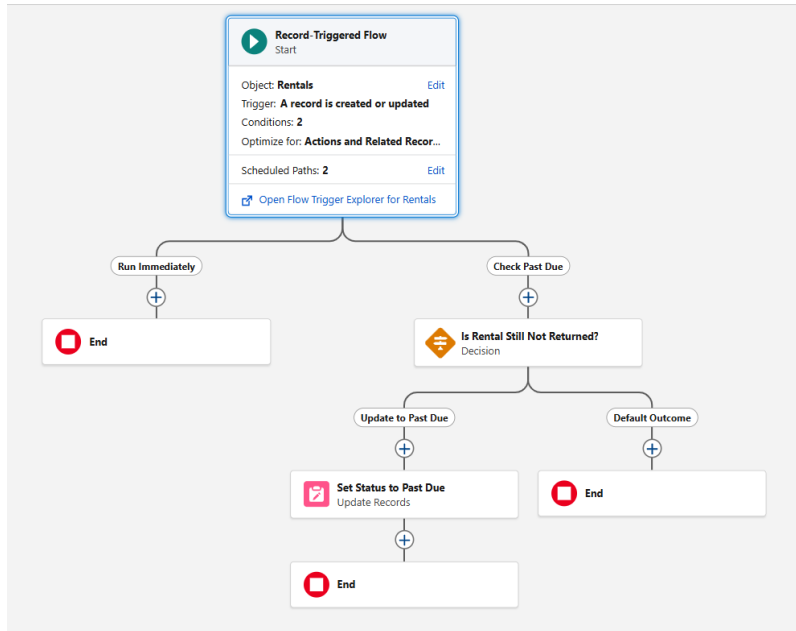 Record-Triggered Flow
Start
Object: Rentals Edit
Trigger: A record is created or updated
Conditions: 2
Optimize for: Actions and Related Recor...
Scheduled Paths: 2 Edit
Open Flow Trigger Explorer for Rentals
Run Immediately
Check Past Due
End
Is Rental Still Not Returned?
Decision
Update to Past Due
Default Outcome
Set Status to Past Due
Update Records
End
End